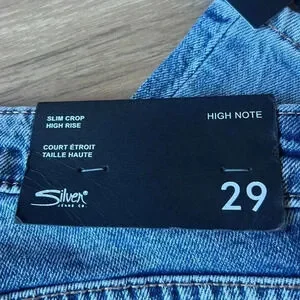 SLIM CROP
HIGH RISE
HIGH NOTE
COURT ÉTROIT
TAILLE HAUTE
Silver
JEANS CO.
29